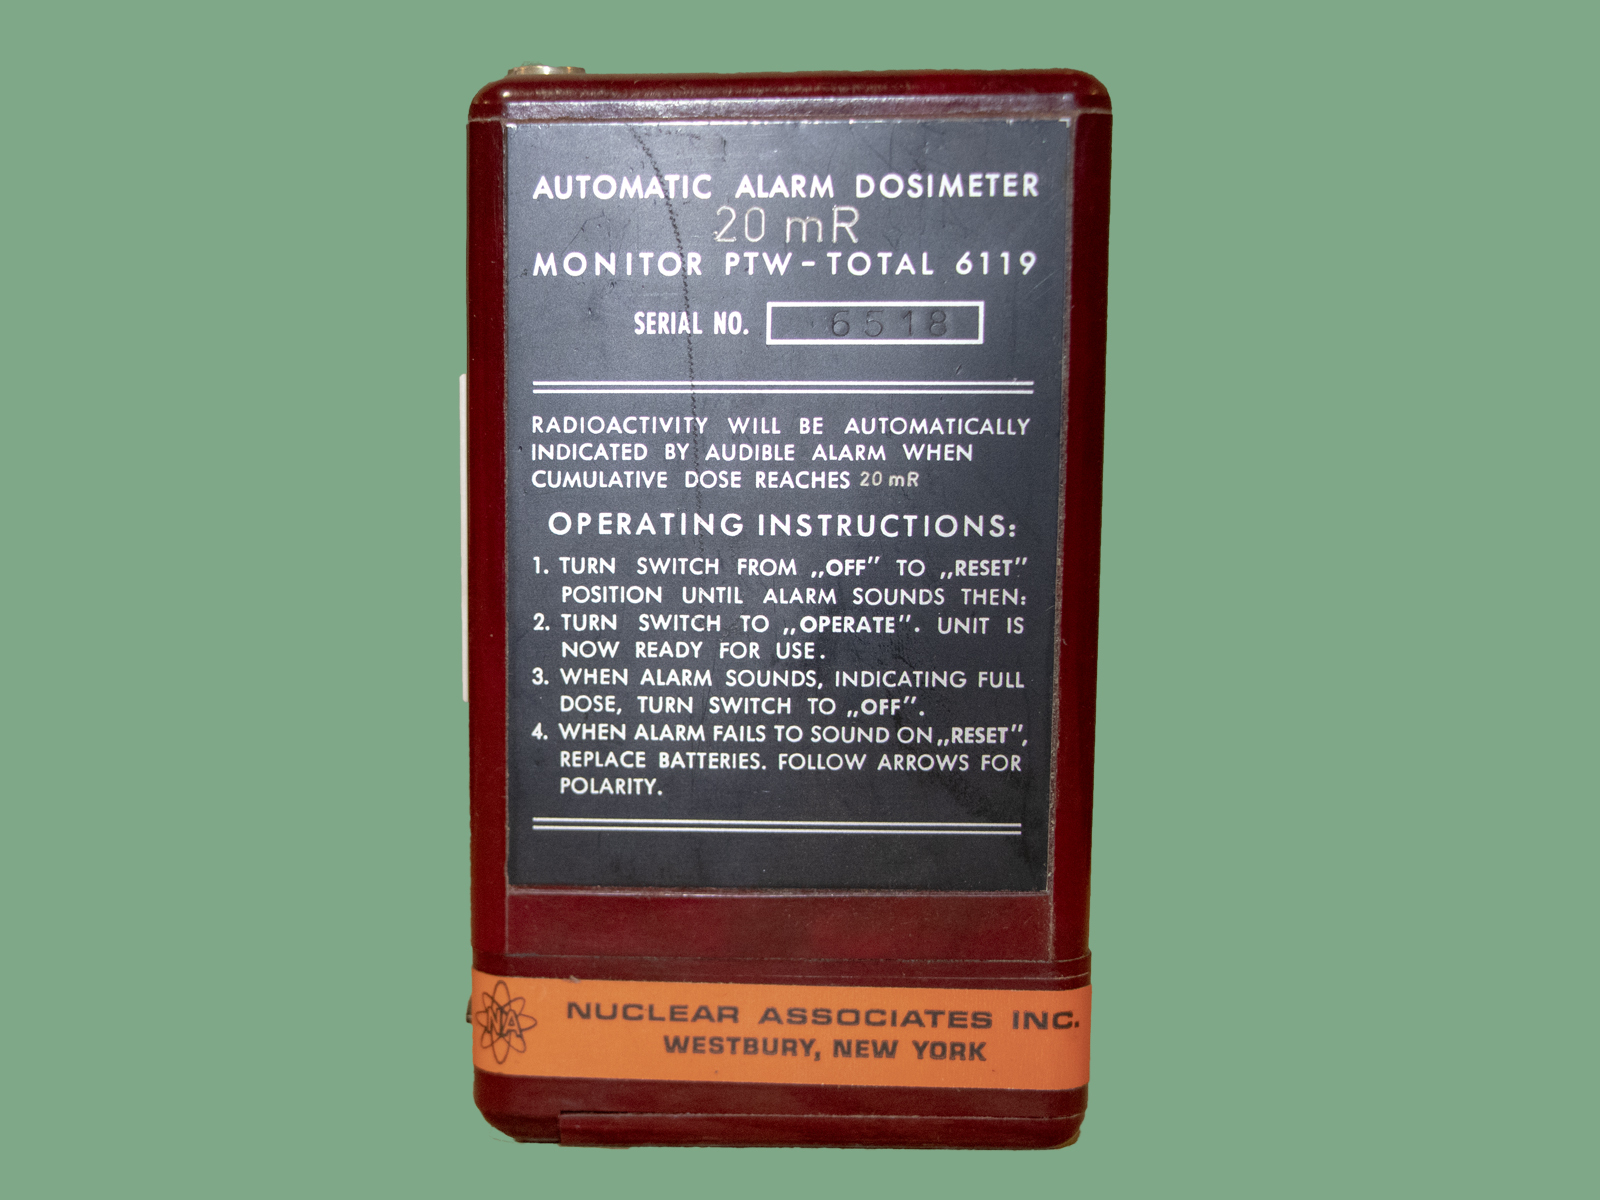 AUTOMATIC ALARM DOSIMETER
20 mR
MONITOR PTW – TOTAL 6119
SERIAL NO. 6518
RADIOACTIVITY WILL BE AUTOMATICALLY
INDICATED BY AUDIBLE ALARM WHEN
CUMULATIVE DOSE REACHES 20 mR
OPERATING INSTRUCTIONS:
1. TURN SWITCH FROM „OFF” TO „RESET”
POSITION UNTIL ALARM SOUNDS THEN:
2. TURN SWITCH TO „OPERATE”. UNIT IS
NOW READY FOR USE.
3. WHEN ALARM SOUNDS, INDICATING FULL
DOSE, TURN SWITCH TO „OFF”.
4. WHEN ALARM FAILS TO SOUND ON „RESET”,
REPLACE BATTERIES. FOLLOW ARROWS FOR
POLARITY.
NA
NUCLEAR ASSOCIATES INC.
WESTBURY, NEW YORK